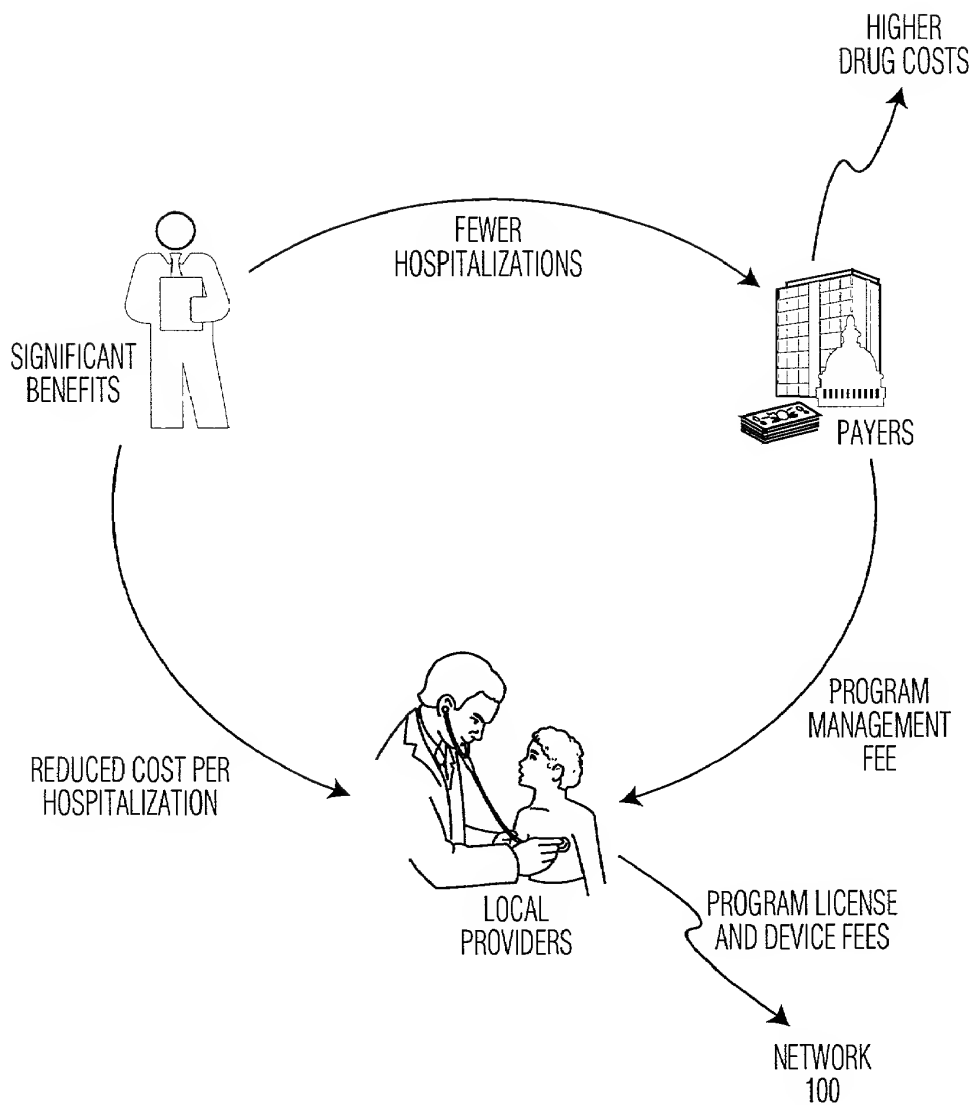 HIGHER
DRUG COSTS
FEWER
HOSPITALIZATIONS
SIGNIFICANT
BENEFITS
PAYERS
PROGRAM
MANAGEMENT
FEE
REDUCED COST PER
HOSPITALIZATION
LOCAL
PROVIDERS
PROGRAM LICENSE
AND DEVICE FEES
NETWORK
100